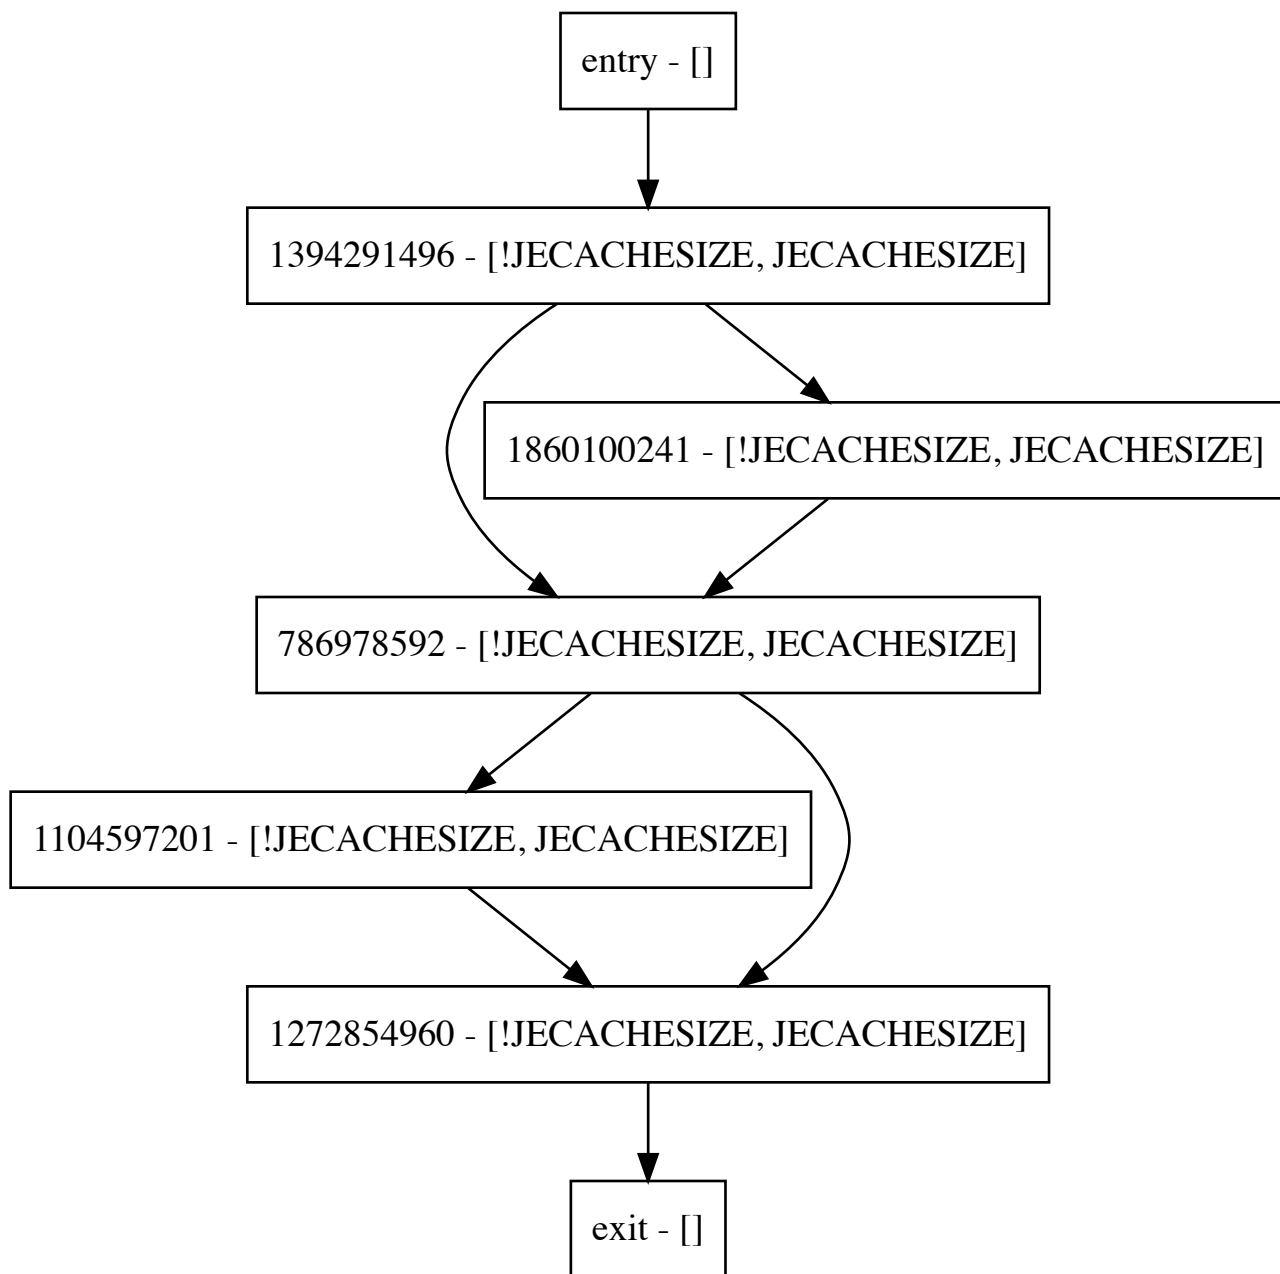 entry - []
1394291496 - [!JECACHESIZE, JECACHESIZE]
1860100241 - [!JECACHESIZE, JECACHESIZE]
786978592 - [!JECACHESIZE, JECACHESIZE]
1104597201 - [!JECACHESIZE, JECACHESIZE]
1272854960 - [!JECACHESIZE, JECACHESIZE]
exit - []